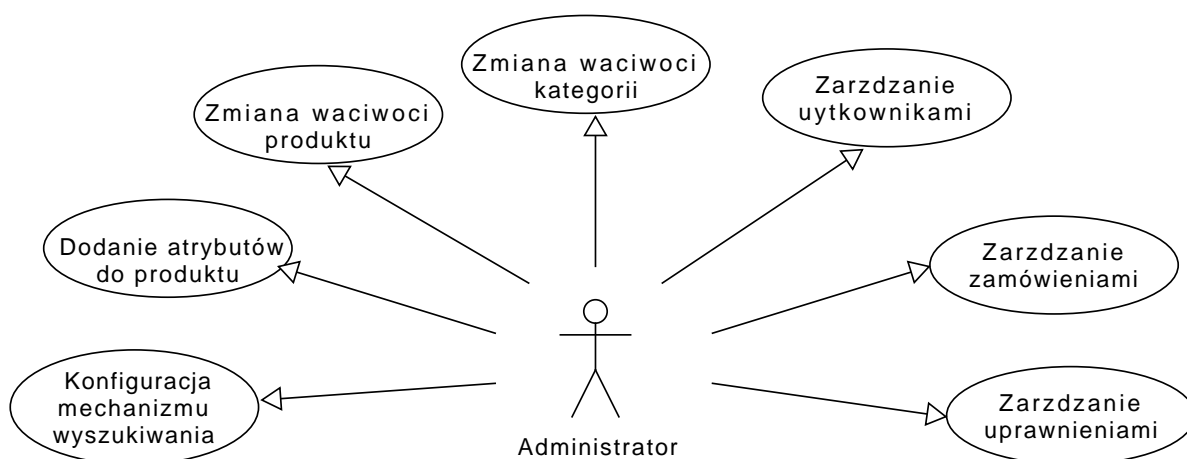 Zmiana waciwoci
kategorii
Zmiana waciwoci
produktu
Zarzdzanie
uytkownikami
Dodanie atrybutów
do produktu
Zarzdzanie
zamówieniami
Konfiguracja
mechanizmu
wyszukiwania
Zarzdzanie
uprawnieniami
Administrator